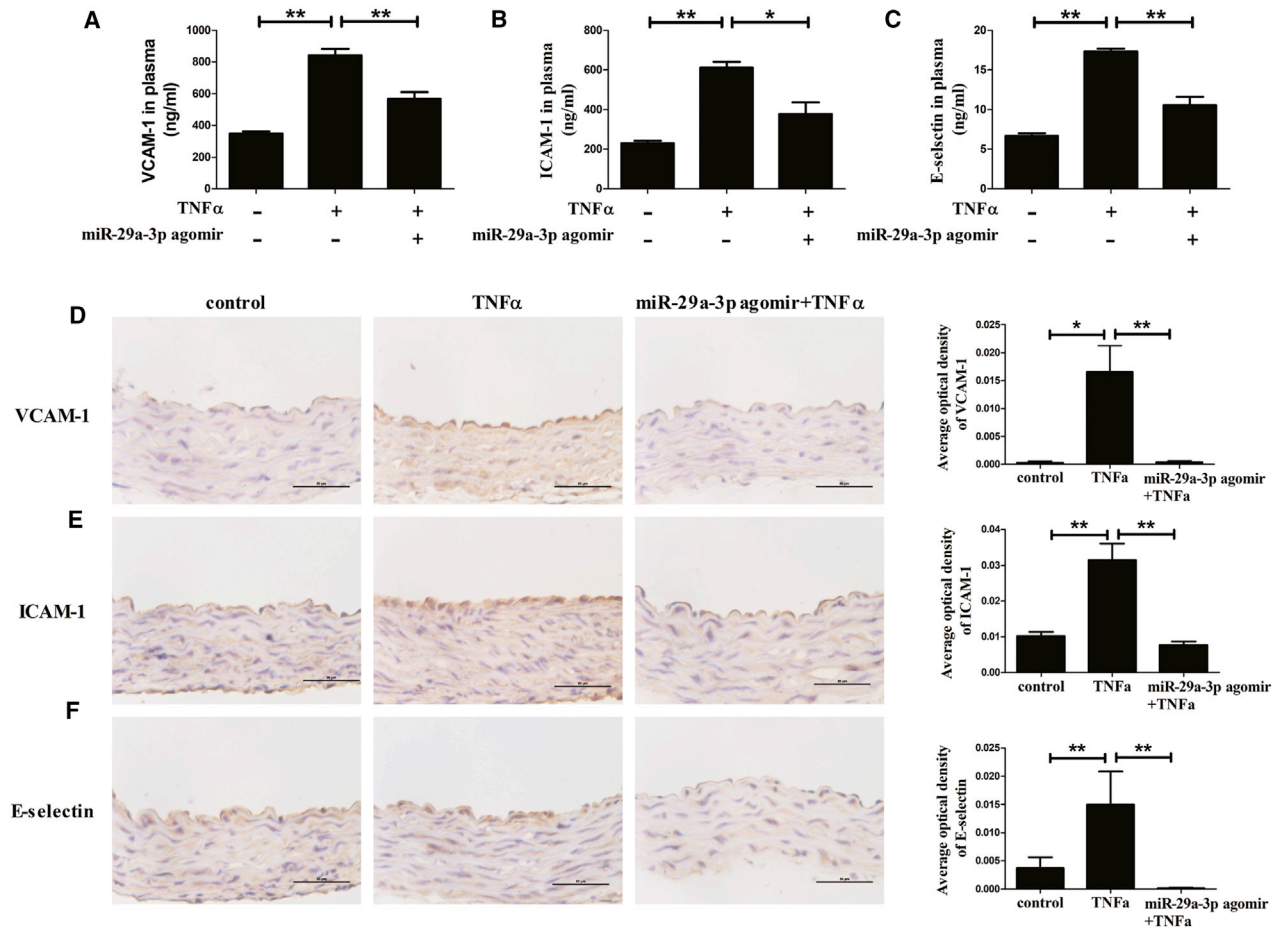 A
VCAM-1 in plasma
(ng/ml)
1000
800
600
400
200
0
** **
TNFα - + +
miR-29a-3p agomir - - +
B
ICAM-1 in plasma
(ng/ml)
800
600
400
200
0
** *
TNFα - + +
miR-29a-3p agomir - - +
C
E-selsctin in plasma
(ng/ml)
20
15
10
5
0
** **
TNFα - + +
miR-29a-3p agomir - - +
control TNFα miR-29a-3p agomir+TNFα
D
VCAM-1
Average optical density
of VCAM-1
0.025
0.020
0.015
0.010
0.005
0.000
* **
control TNFa miR-29a-3p agomir
+TNFa
E
ICAM-1
Average optical density
of ICAM-1
0.04
0.03
0.02
0.01
0.00
** **
control TNFa miR-29a-3p agomir
+TNFa
F
E-selectin
Average optical density
of E-selectin
0.025
0.020
0.015
0.010
0.005
0.000
** **
control TNFa miR-29a-3p agomir
+TNFa